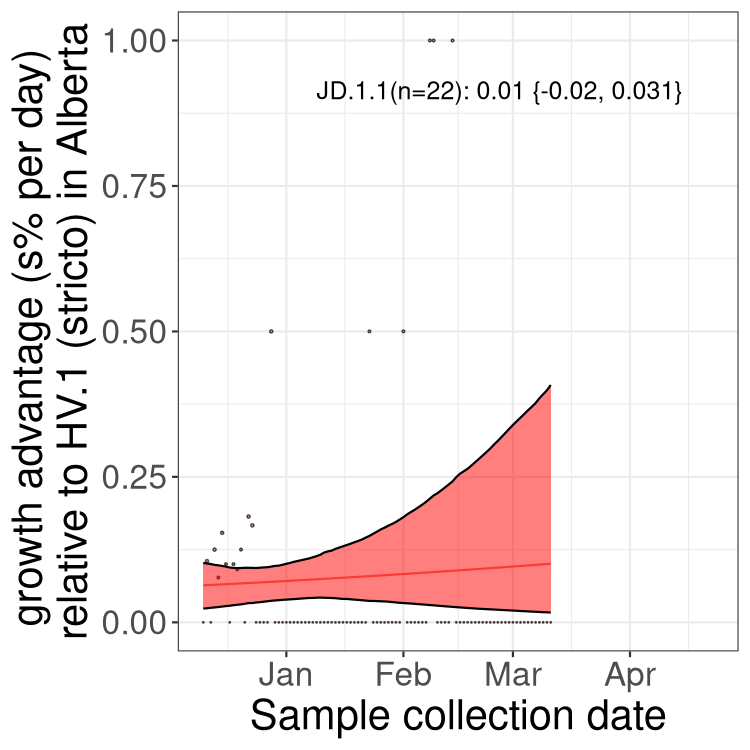 growth advantage (s% per day)
relative to HV.1 (stricto) in Alberta
1.00
0.75
0.50
0.25
0.00
JD.1.1(n=22): 0.01 {-0.02, 0.031}
Jan Feb Mar Apr
Sample collection date